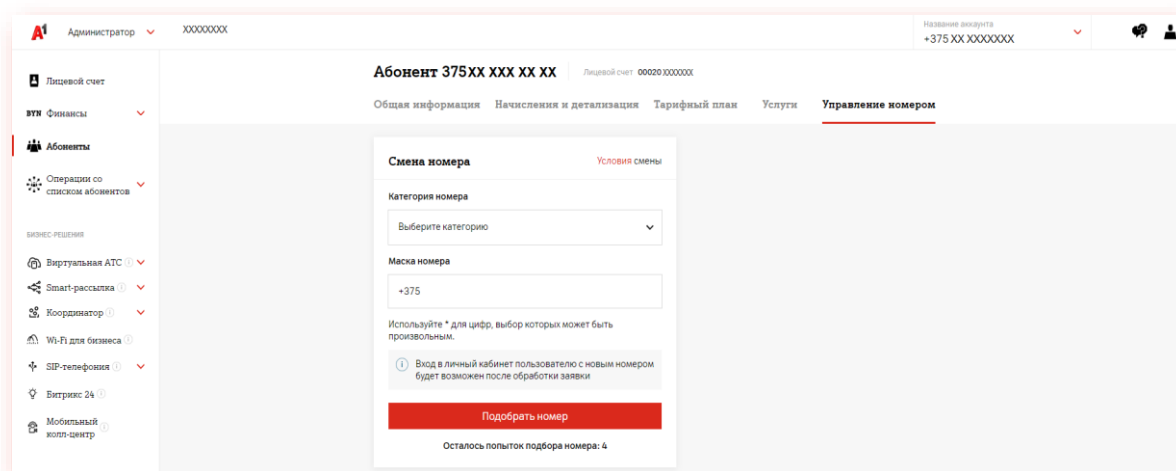 A1
Администратор
XXXXXXXX
Название аккаунта
+375 XX XXXXXXX
Лицевой счет
BYN Финансы
Абоненты
Операции со
списком абонентов
БИЗНЕС-РЕШЕНИЯ
Виртуальная АТС
Smart-рассылка
Координатор
Wi-Fi для бизнеса
SIP-телефония
Битрикс 24
Мобильный
колл-центр
Абонент 375XX XXX XX XX
Лицевой счет 00020 XXXXXXX
Общая информация Начисления и детализация Тарифный план Услуги Управление номером
Смена номера
Условия смены
Категория номера
Выберите категорию
Маска номера
+375
Используйте * для цифр, выбор которых может быть
произвольным.
Вход в личный кабинет пользователю с новым номером
будет возможен после обработки заявки
Подобрать номер
Осталось попыток подбора номера: 4